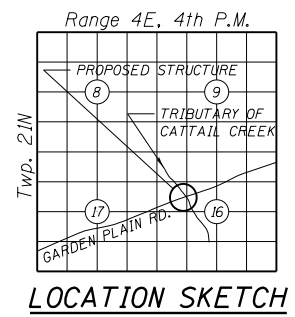 Range 4E, 4th P.M.
PROPOSED STRUCTURE
8
9
TRIBUTARY OF
CATTAIL CREEK
Twp. 21N
17
16
GARDEN PLAIN RD.
LOCATION SKETCH